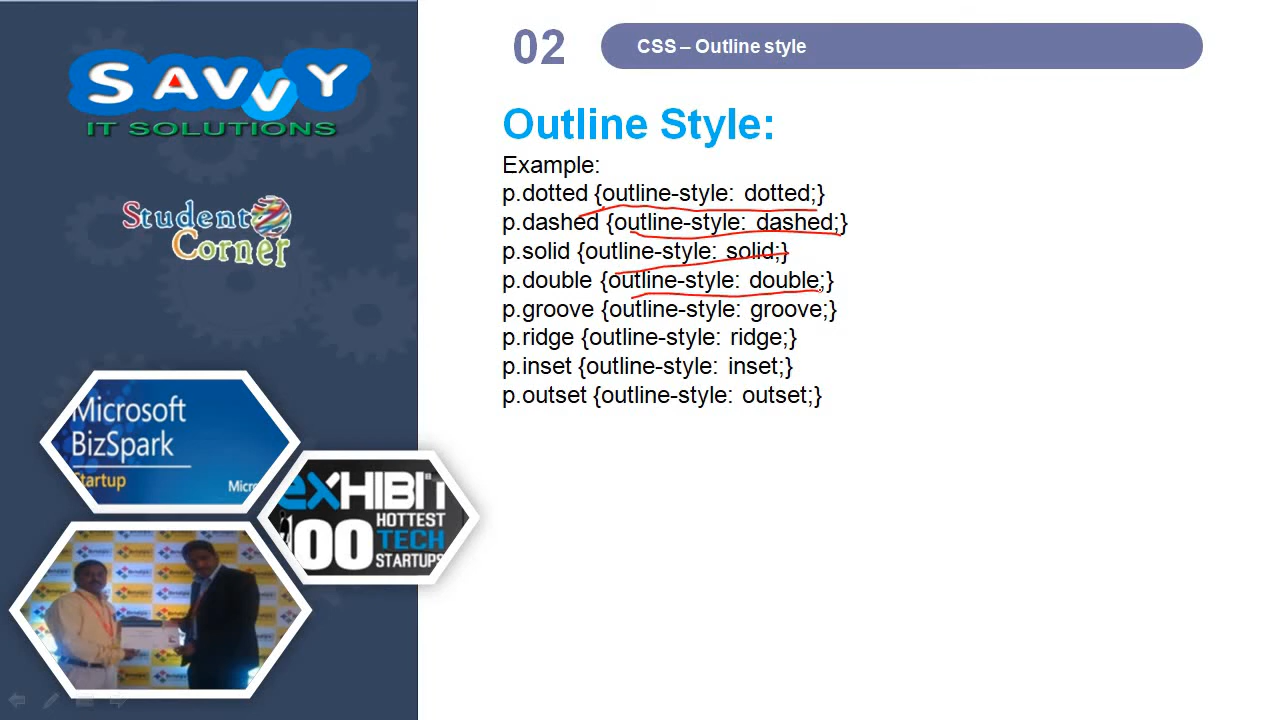 SAVVY
IT SOLUTIONS
Student
Corner
Microsoft
BizSpark
Startup
Micro
eXHIBIT
100
HOTTEST
TECH
STARTUPS
02
CSS – Outline style
Outline Style:
Example:
p.dotted {outline-style: dotted;}
p.dashed {outline-style: dashed;}
p.solid {outline-style: solid;}
p.double {outline-style: double;}
p.groove {outline-style: groove;}
p.ridge {outline-style: ridge;}
p.inset {outline-style: inset;}
p.outset {outline-style: outset;}